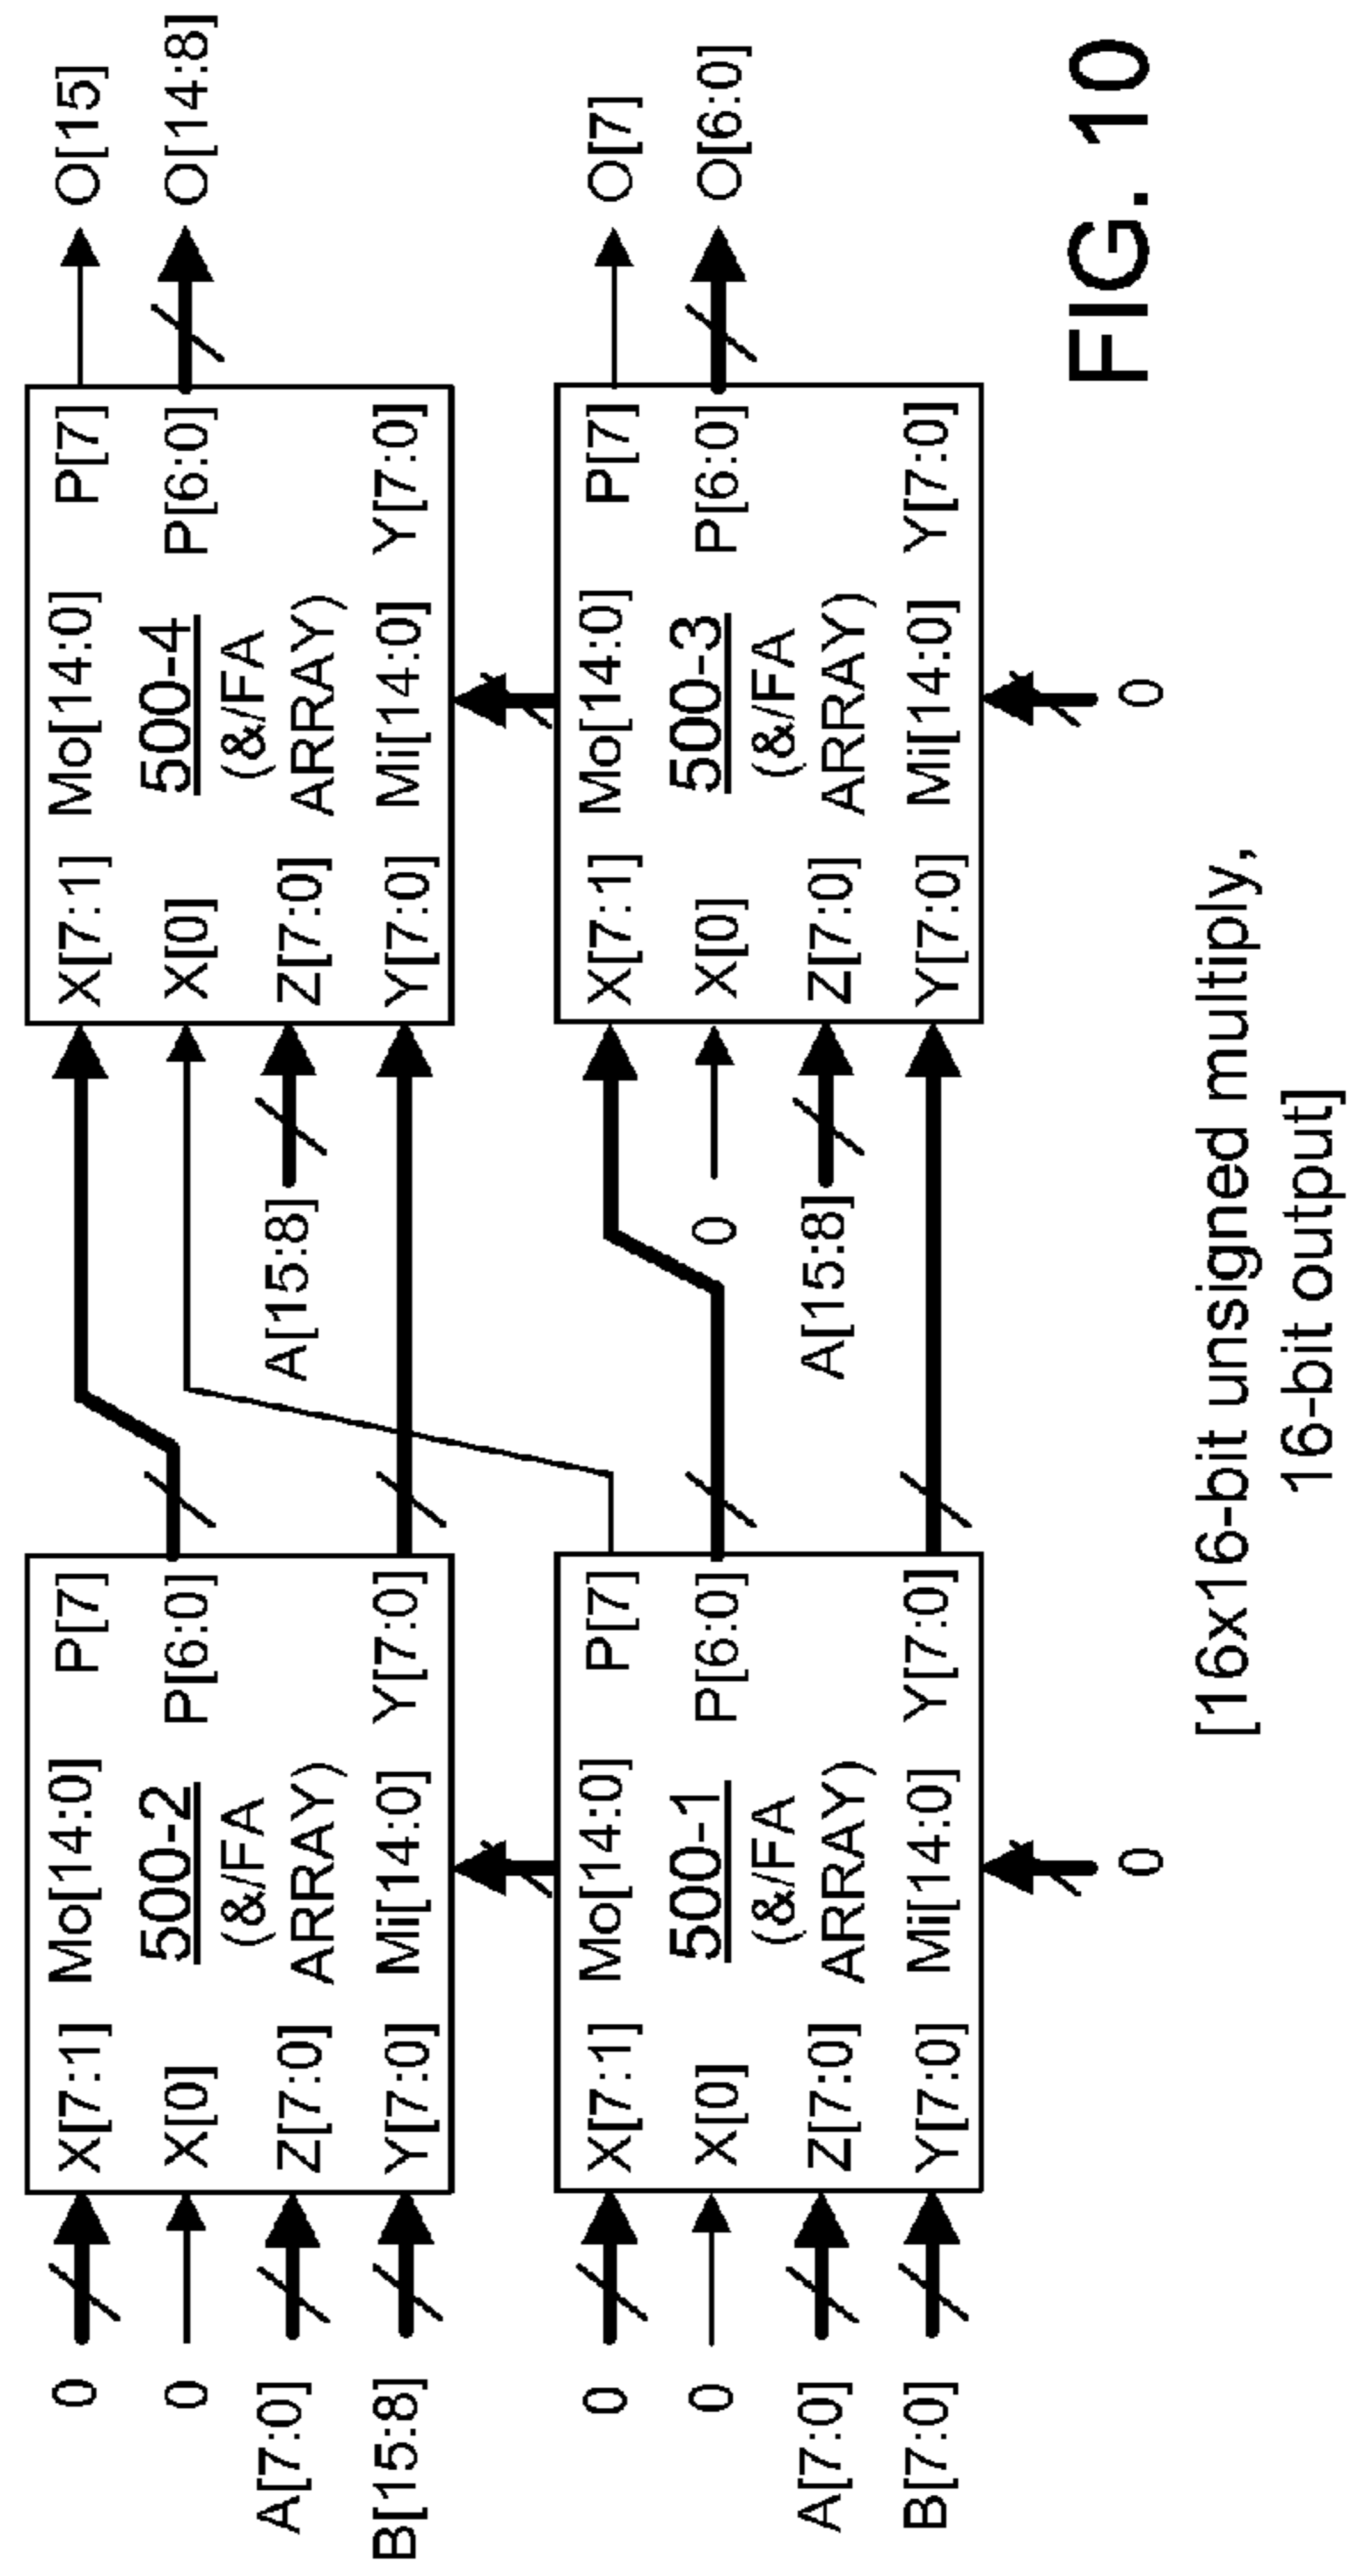 0
0
A[7:0]
B[15:8]
X[7:1]
X[0]
Z[7:0]
Y[7:0]
Mo[14:0]
500-2
(&/FA
ARRAY)
Mi[14:0]
P[7]
P[6:0]
Y[7:0]
A[15:8]
X[7:1]
X[0]
Z[7:0]
Y[7:0]
Mo[14:0]
500-4
(&/FA
ARRAY)
Mi[14:0]
P[7]
P[6:0]
Y[7:0]
O[15]
O[14:8]
0
0
A[7:0]
B[7:0]
X[7:1]
X[0]
Z[7:0]
Y[7:0]
Mo[14:0]
500-1
(&/FA
ARRAY)
Mi[14:0]
P[7]
P[6:0]
Y[7:0]
0
A[15:8]
X[7:1]
X[0]
Z[7:0]
Y[7:0]
Mo[14:0]
500-3
(&/FA
ARRAY)
Mi[14:0]
P[7]
P[6:0]
Y[7:0]
O[7]
O[6:0]
0
0
[16x16-bit unsigned multiply,
16-bit output]
FIG. 10